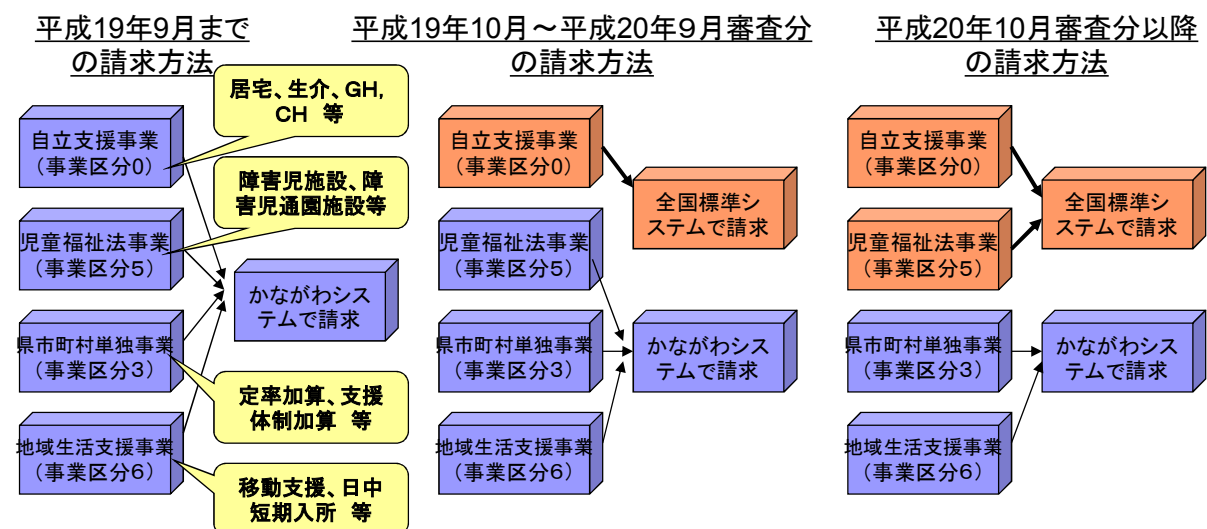 平成19年9月まで
の請求方法
居宅、生介、GH,
CH 等
自立支援事業
(事業区分0)
障害児施設、障
害児通園施設等
児童福祉法事業
(事業区分5)
かながわシス
テムで請求
県市町村単独事業
(事業区分3)
定率加算、支援
体制加算 等
地域生活支援事業
(事業区分6)
移動支援、日中
短期入所 等
平成19年10月～平成20年9月審査分
の請求方法
自立支援事業
(事業区分0)
全国標準シ
ステムで請求
児童福祉法事業
(事業区分5)
県市町村単独事業
(事業区分3)
かながわシス
テムで請求
地域生活支援事業
(事業区分6)
平成20年10月審査分以降
の請求方法
自立支援事業
(事業区分0)
全国標準シ
ステムで請求
児童福祉法事業
(事業区分5)
県市町村単独事業
(事業区分3)
かながわシス
テムで請求
地域生活支援事業
(事業区分6)